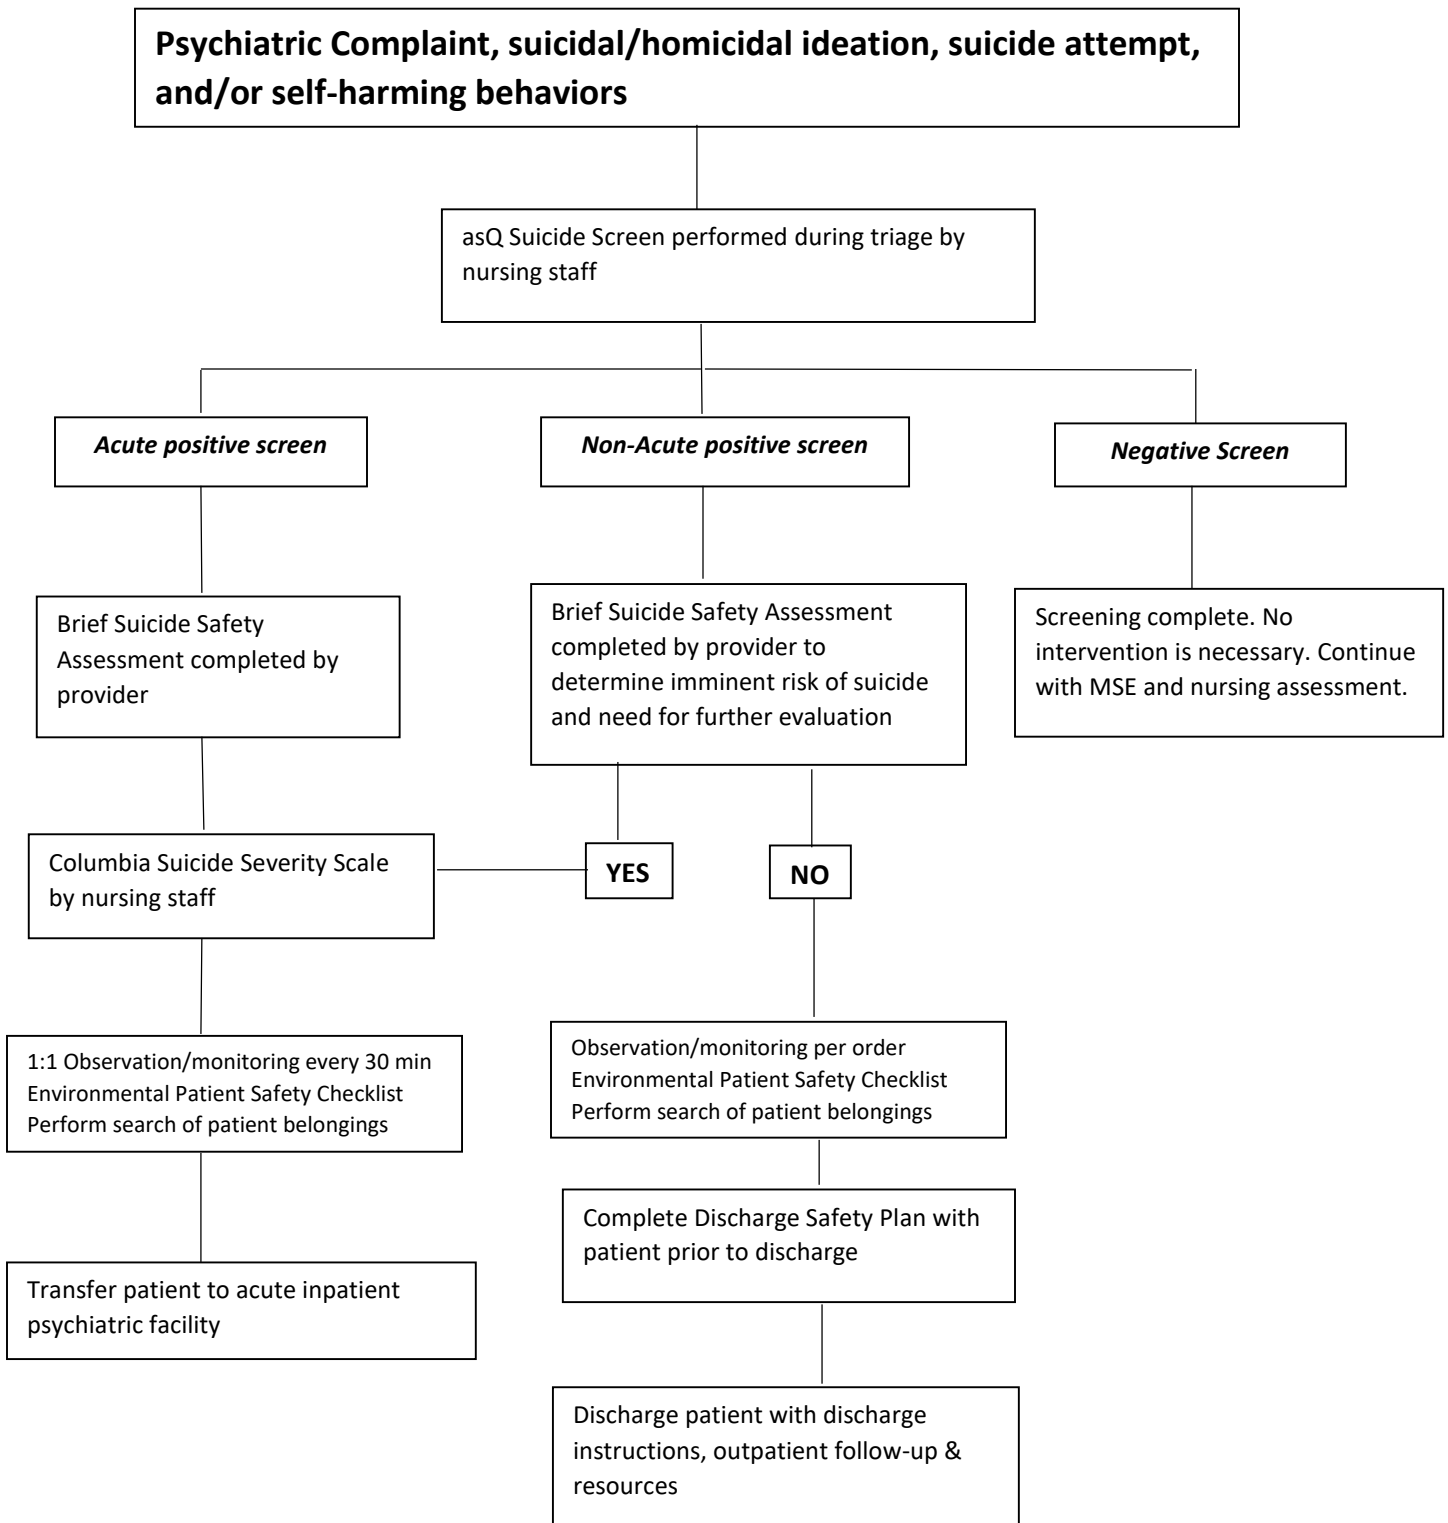 Psychiatric Complaint, suicidal/homicidal ideation, suicide attempt,
and/or self-harming behaviors
asQ Suicide Screen performed during triage by
nursing staff
Acute positive screen
Non-Acute positive screen
Negative Screen
Brief Suicide Safety
Assessment completed by
provider
Brief Suicide Safety Assessment
completed by provider to
determine imminent risk of suicide
and need for further evaluation
Screening complete. No
intervention is necessary. Continue
with MSE and nursing assessment.
Columbia Suicide Severity Scale
by nursing staff
YES
NO
1:1 Observation/monitoring every 30 min
Environmental Patient Safety Checklist
Perform search of patient belongings
Observation/monitoring per order
Environmental Patient Safety Checklist
Perform search of patient belongings
Complete Discharge Safety Plan with
patient prior to discharge
Transfer patient to acute inpatient
psychiatric facility
Discharge patient with discharge
instructions, outpatient follow-up &
resources